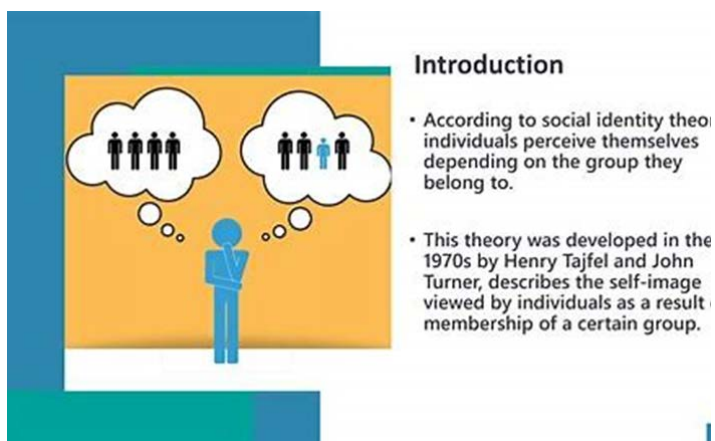 Introduction
• According to social identity theor
individuals perceive themselves
depending on the group they
belong to.
• This theory was developed in the
1970s by Henry Tajfel and John
Turner, describes the self-image
viewed by individuals as a result
membership of a certain group.